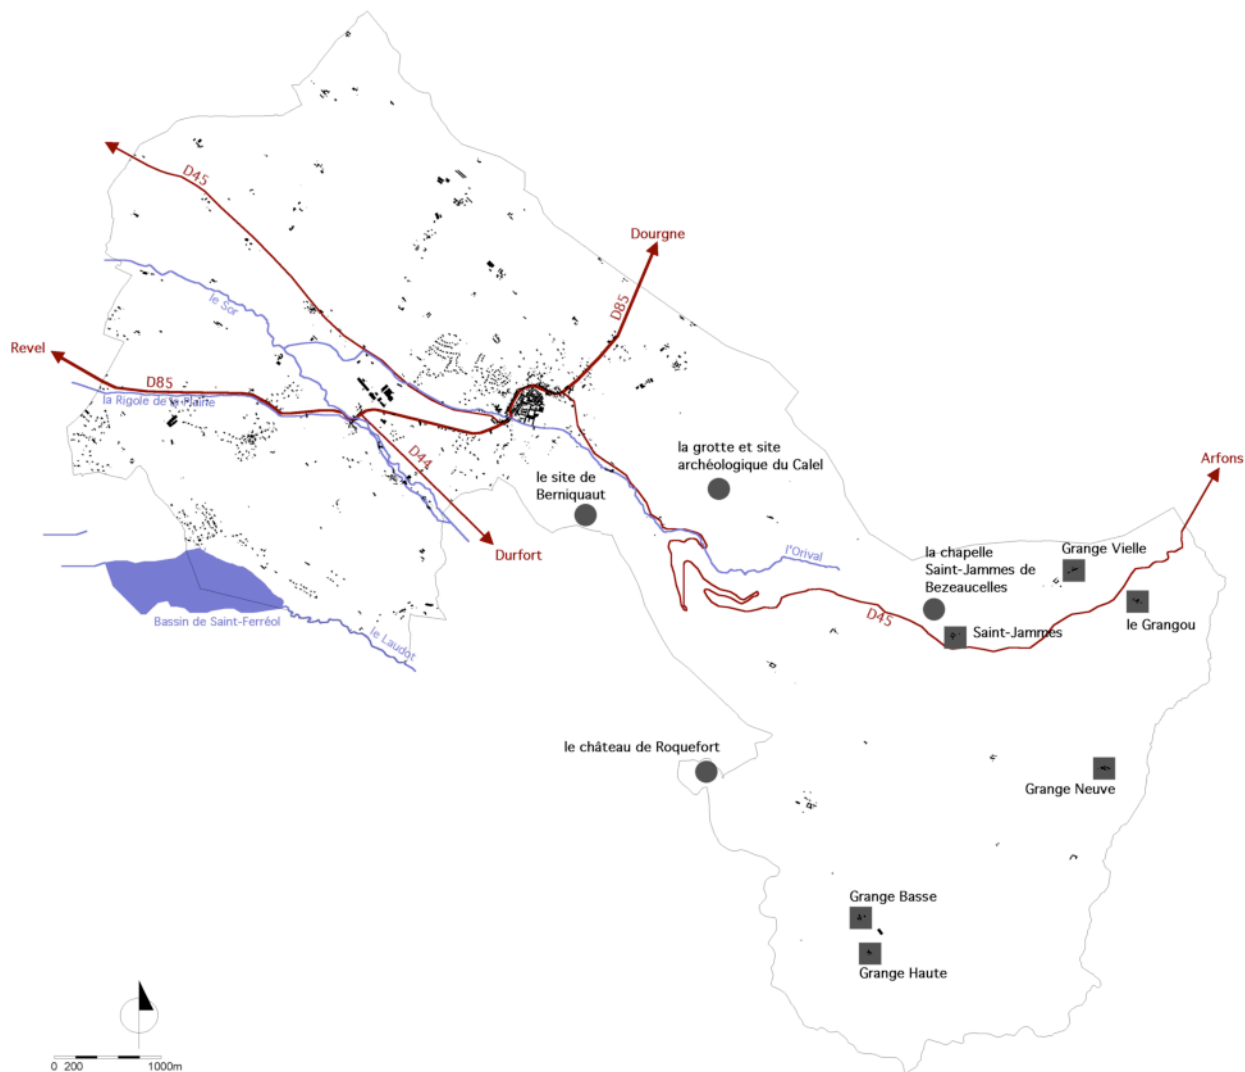 D45
Dourgne
D85
le Sor
Revel
D85
la Rigole de la Plaine
D44
la grotte et site
archéologique du Calel
le site de
Berniquaut
Arfons
Durfort
l'Orival
la chapelle
Saint-Jammes de
Bezeaucelles
Grange Vielle
Bassin de Saint-Ferréol
le Laudot
D45
Saint-Jammes
le Grangou
le château de Roquefort
Grange Neuve
Grange Basse
Grange Haute
0 200 1000m